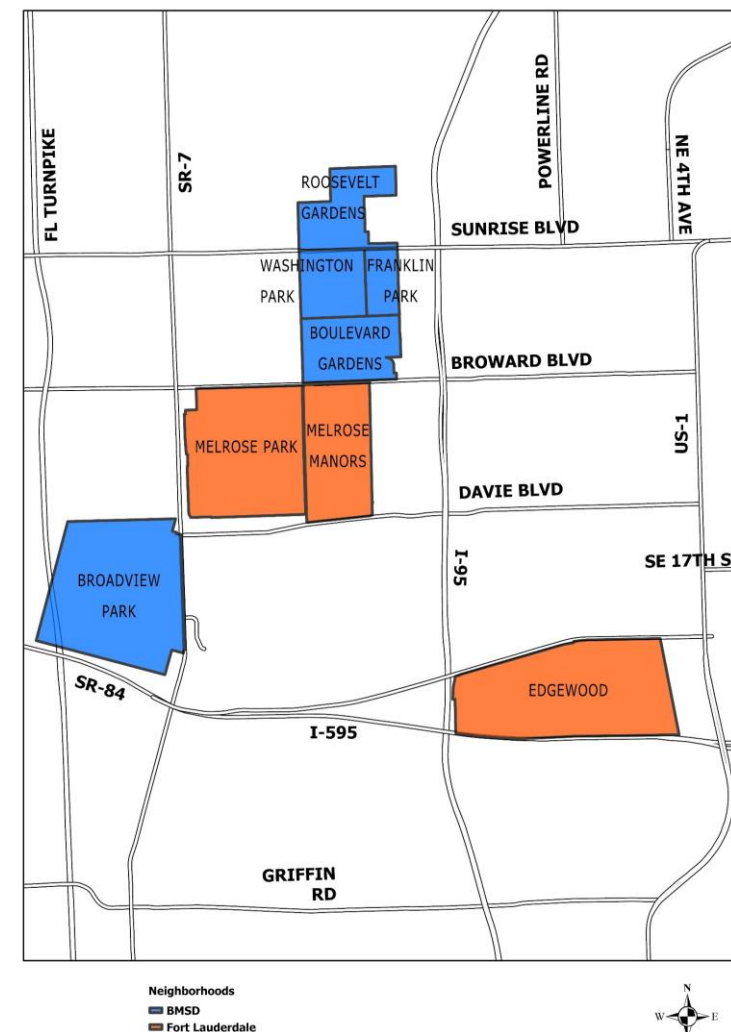 POWERLINE RD
FL TURNPIKE
SR-7
NE 4TH AVE
ROOSEVELT
GARDENS
SUNRISE BLVD
WASHINGTON
PARK
FRANKLIN
PARK
BOULEVARD
GARDENS
BROWARD BLVD
MELROSE PARK
MELROSE
MANORS
US-1
DAVIE BLVD
I-95
SE 17TH S
BROADVIEW
PARK
SR-84
EDGEWOOD
I-595
GRIFFIN
RD
Neighborhoods
BMSD
Fort Lauderdale
N
W E
S